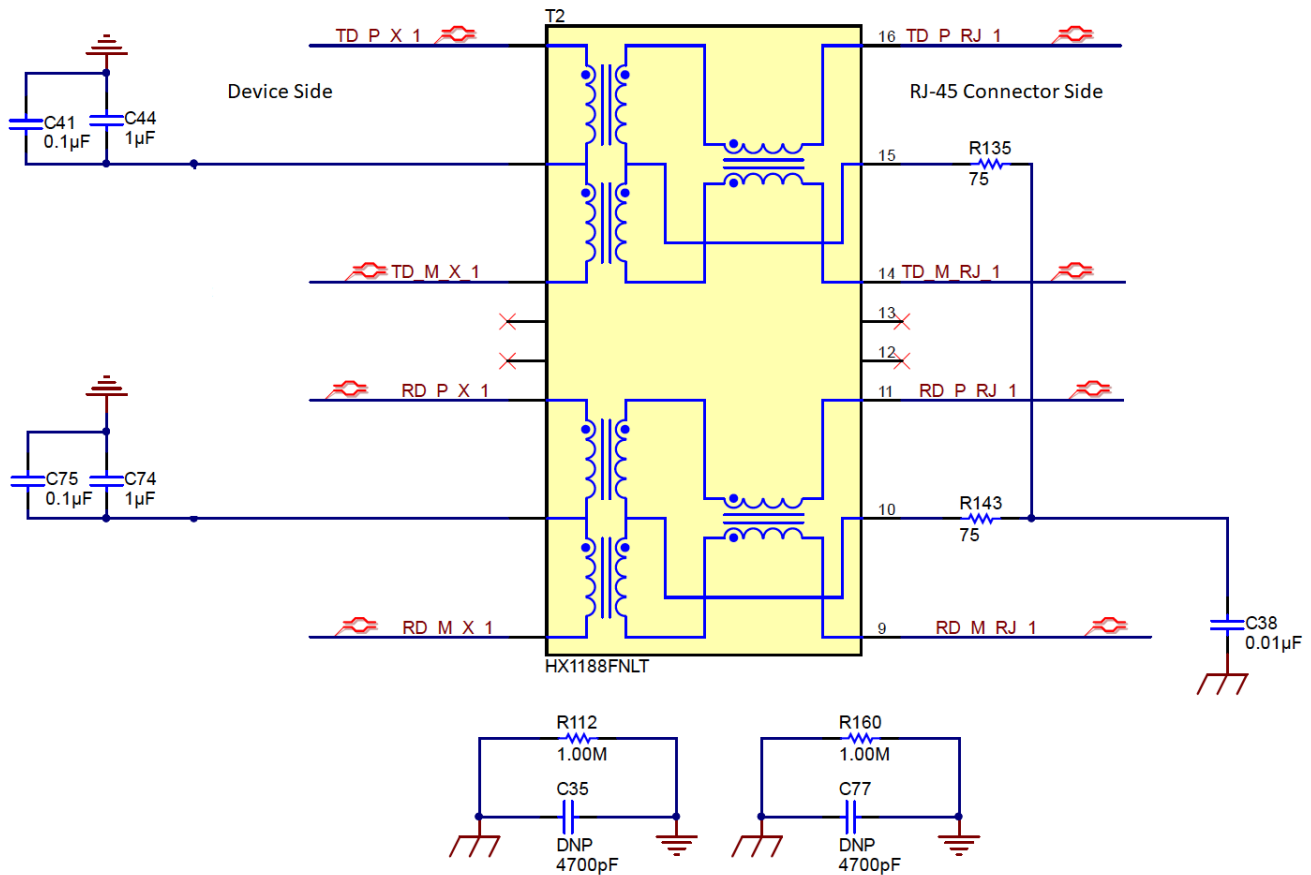 T2
TD_P_X_1
16
TD_P_RJ_1
Device Side
RJ-45 Connector Side
C41
0.1µF
C44
1µF
15
R135
75
TD_M_X_1
14
TD_M_RJ_1
13
12
RD_P_X_1
11
RD_P_RJ_1
C75
0.1µF
C74
1µF
10
R143
75
RD_M_X_1
9
RD_M_RJ_1
C38
0.01µF
HX1188FNLT
R112
1.00M
C35
DNP
4700pF
R160
1.00M
C77
DNP
4700pF